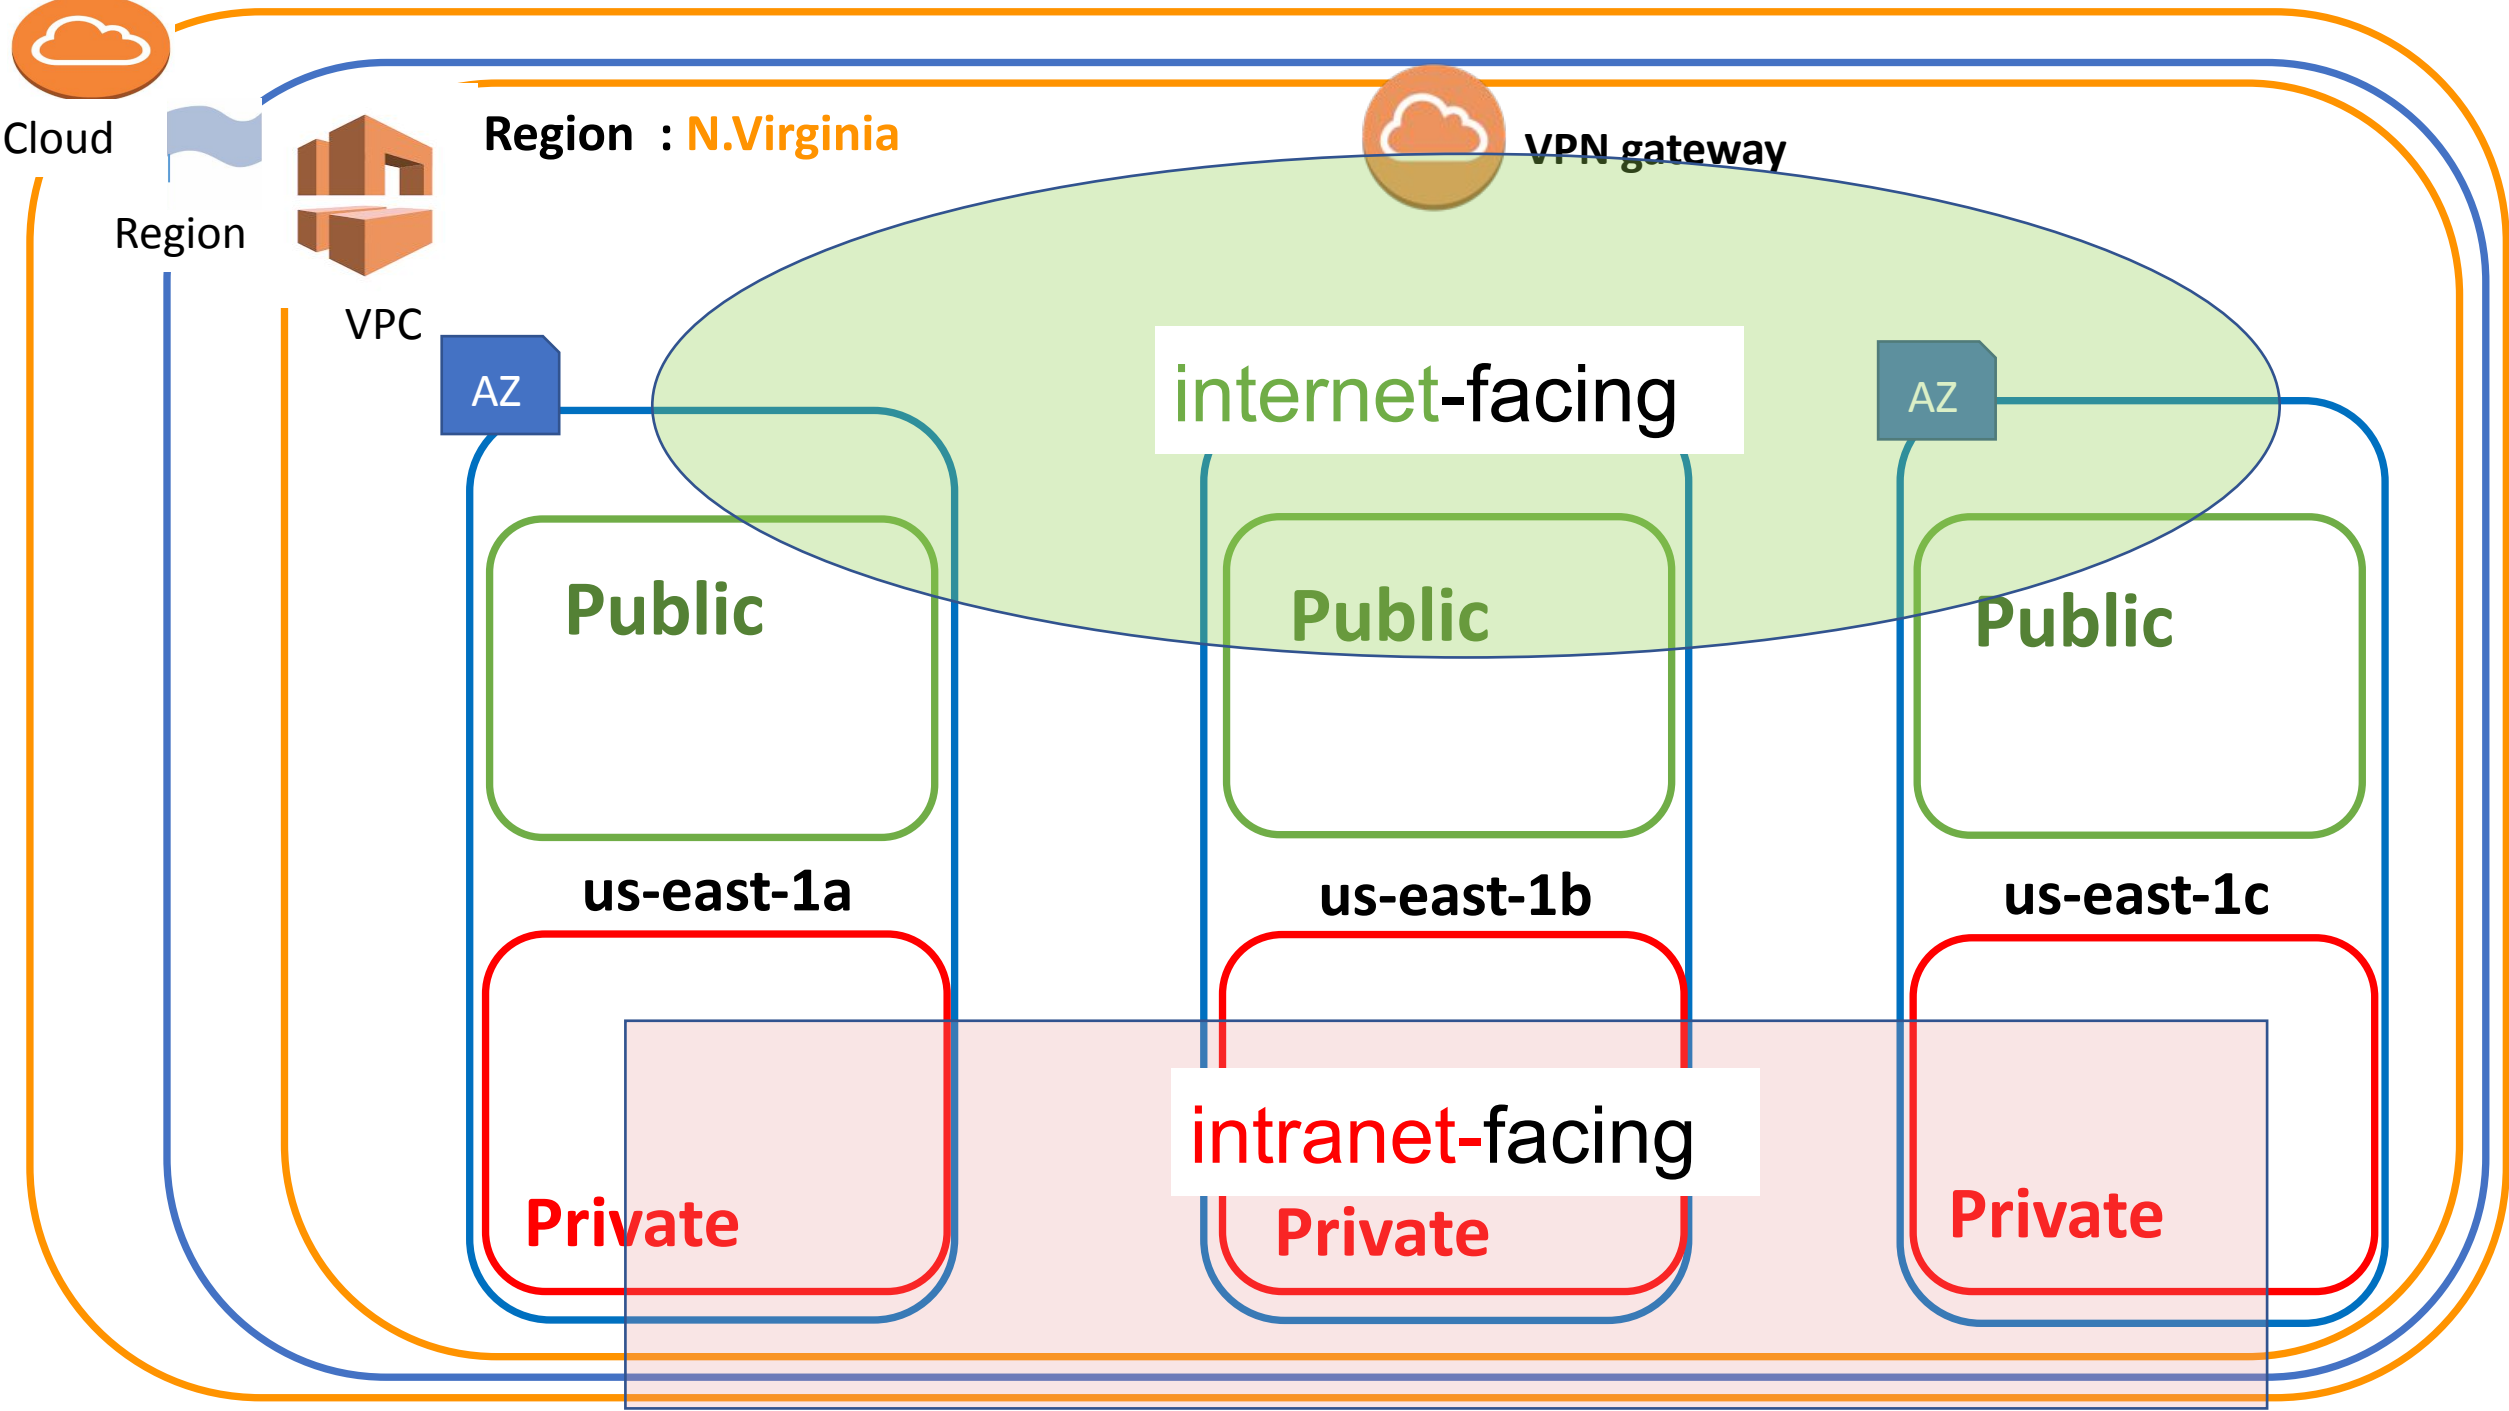 Cloud
Region
VPC
Region : N.Virginia
VPN gateway
AZ
internet-facing
AZ
Public
Public
Public
us-east-1a
us-east-1b
us-east-1c
intranet-facing
Private
Private
Private